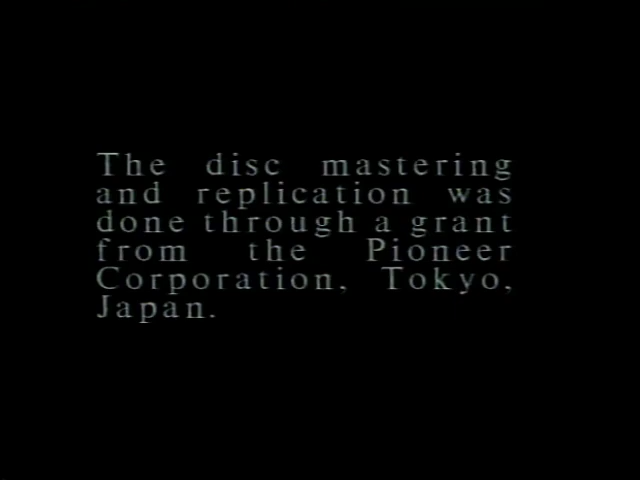 The disc mastering
and replication was
done through a grant
from the Pioneer
Corporation, Tokyo,
Japan.